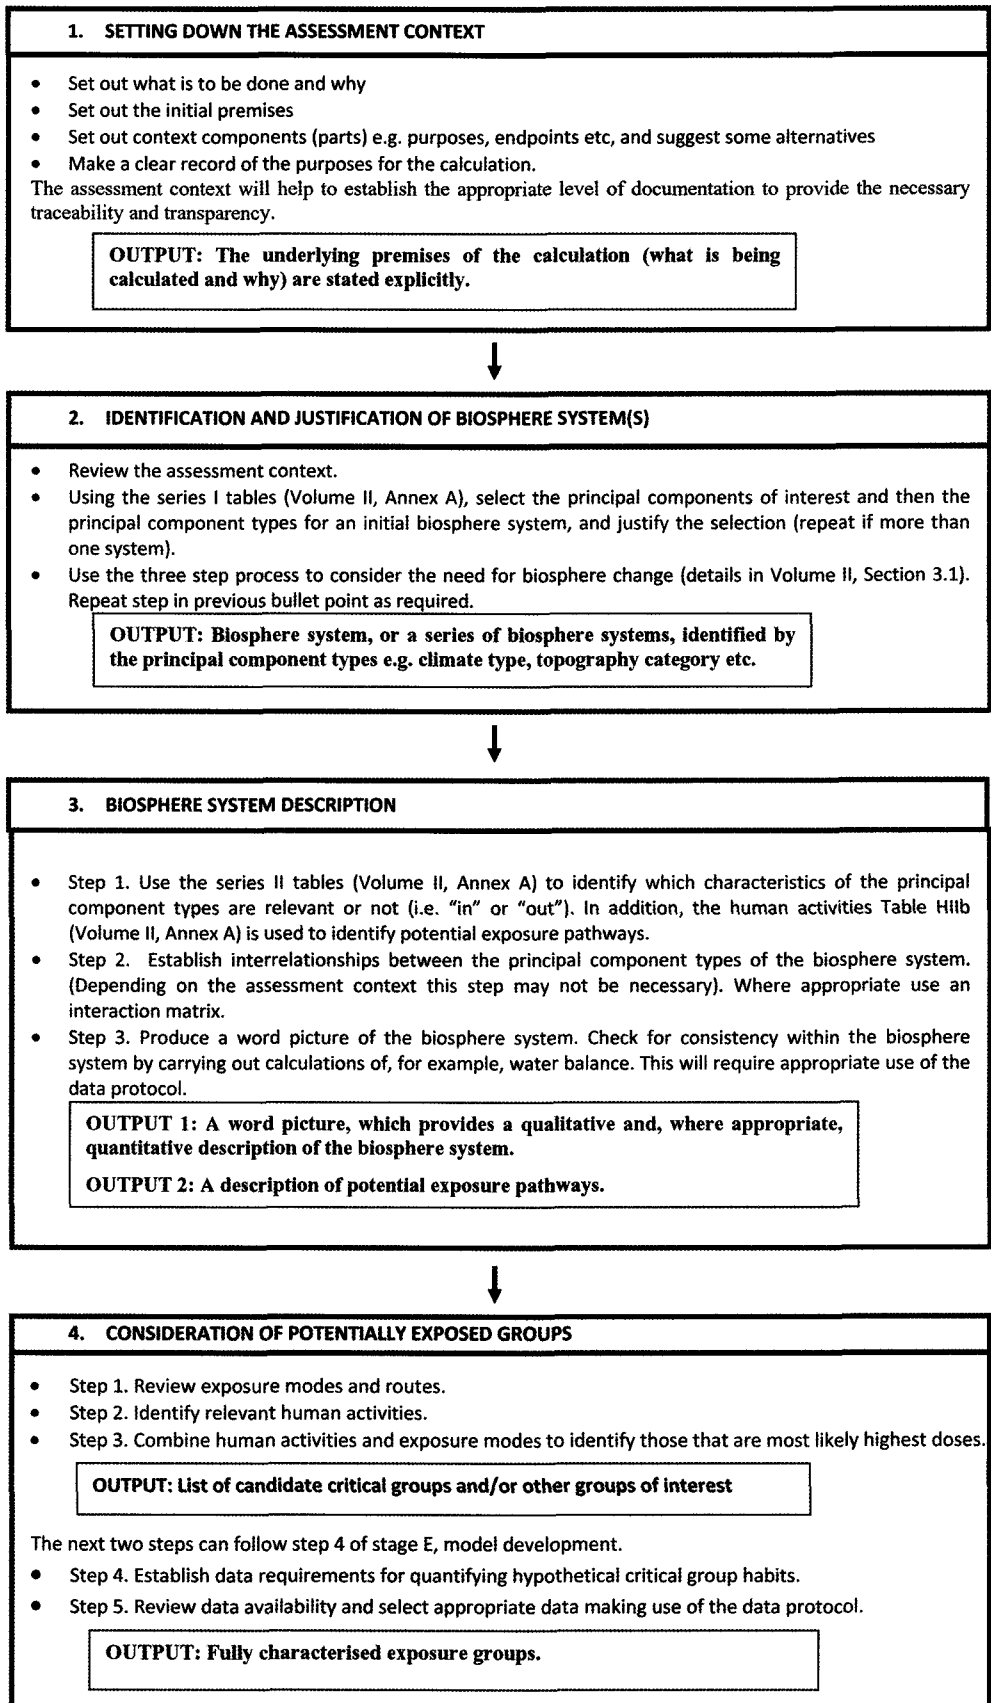 1. SETTING DOWN THE ASSESSMENT CONTEXT
• Set out what is to be done and why
• Set out the initial premises
• Set out context components (parts) e.g. purposes, endpoints etc, and suggest some alternatives
• Make a clear record of the purposes for the calculation.
The assessment context will help to establish the appropriate level of documentation to provide the necessary
traceability and transparency.
OUTPUT: The underlying premises of the calculation (what is being
calculated and why) are stated explicitly.
2. IDENTIFICATION AND JUSTIFICATION OF BIOSPHERE SYSTEM(S)
• Review the assessment context.
• Using the series I tables (Volume II, Annex A), select the principal components of interest and then the
principal component types for an initial biosphere system, and justify the selection (repeat if more than
one system).
• Use the three step process to consider the need for biosphere change (details in Volume II, Section 3.1).
Repeat step in previous bullet point as required.
OUTPUT: Biosphere system, or a series of biosphere systems, identified by
the principal component types e.g. climate type, topography category etc.
3. BIOSPHERE SYSTEM DESCRIPTION
• Step 1. Use the series II tables (Volume II, Annex A) to identify which characteristics of the principal
component types are relevant or not (i.e. “in” or “out”). In addition, the human activities Table HIIb
(Volume II, Annex A) is used to identify potential exposure pathways.
• Step 2. Establish interrelationships between the principal component types of the biosphere system.
(Depending on the assessment context this step may not be necessary). Where appropriate use an
interaction matrix.
• Step 3. Produce a word picture of the biosphere system. Check for consistency within the biosphere
system by carrying out calculations of, for example, water balance. This will require appropriate use of the
data protocol.
OUTPUT 1: A word picture, which provides a qualitative and, where appropriate,
quantitative description of the biosphere system.
OUTPUT 2: A description of potential exposure pathways.
4. CONSIDERATION OF POTENTIALLY EXPOSED GROUPS
• Step 1. Review exposure modes and routes.
• Step 2. Identify relevant human activities.
• Step 3. Combine human activities and exposure modes to identify those that are most likely highest doses.
OUTPUT: List of candidate critical groups and/or other groups of interest
The next two steps can follow step 4 of stage E, model development.
• Step 4. Establish data requirements for quantifying hypothetical critical group habits.
• Step 5. Review data availability and select appropriate data making use of the data protocol.
OUTPUT: Fully characterised exposure groups.